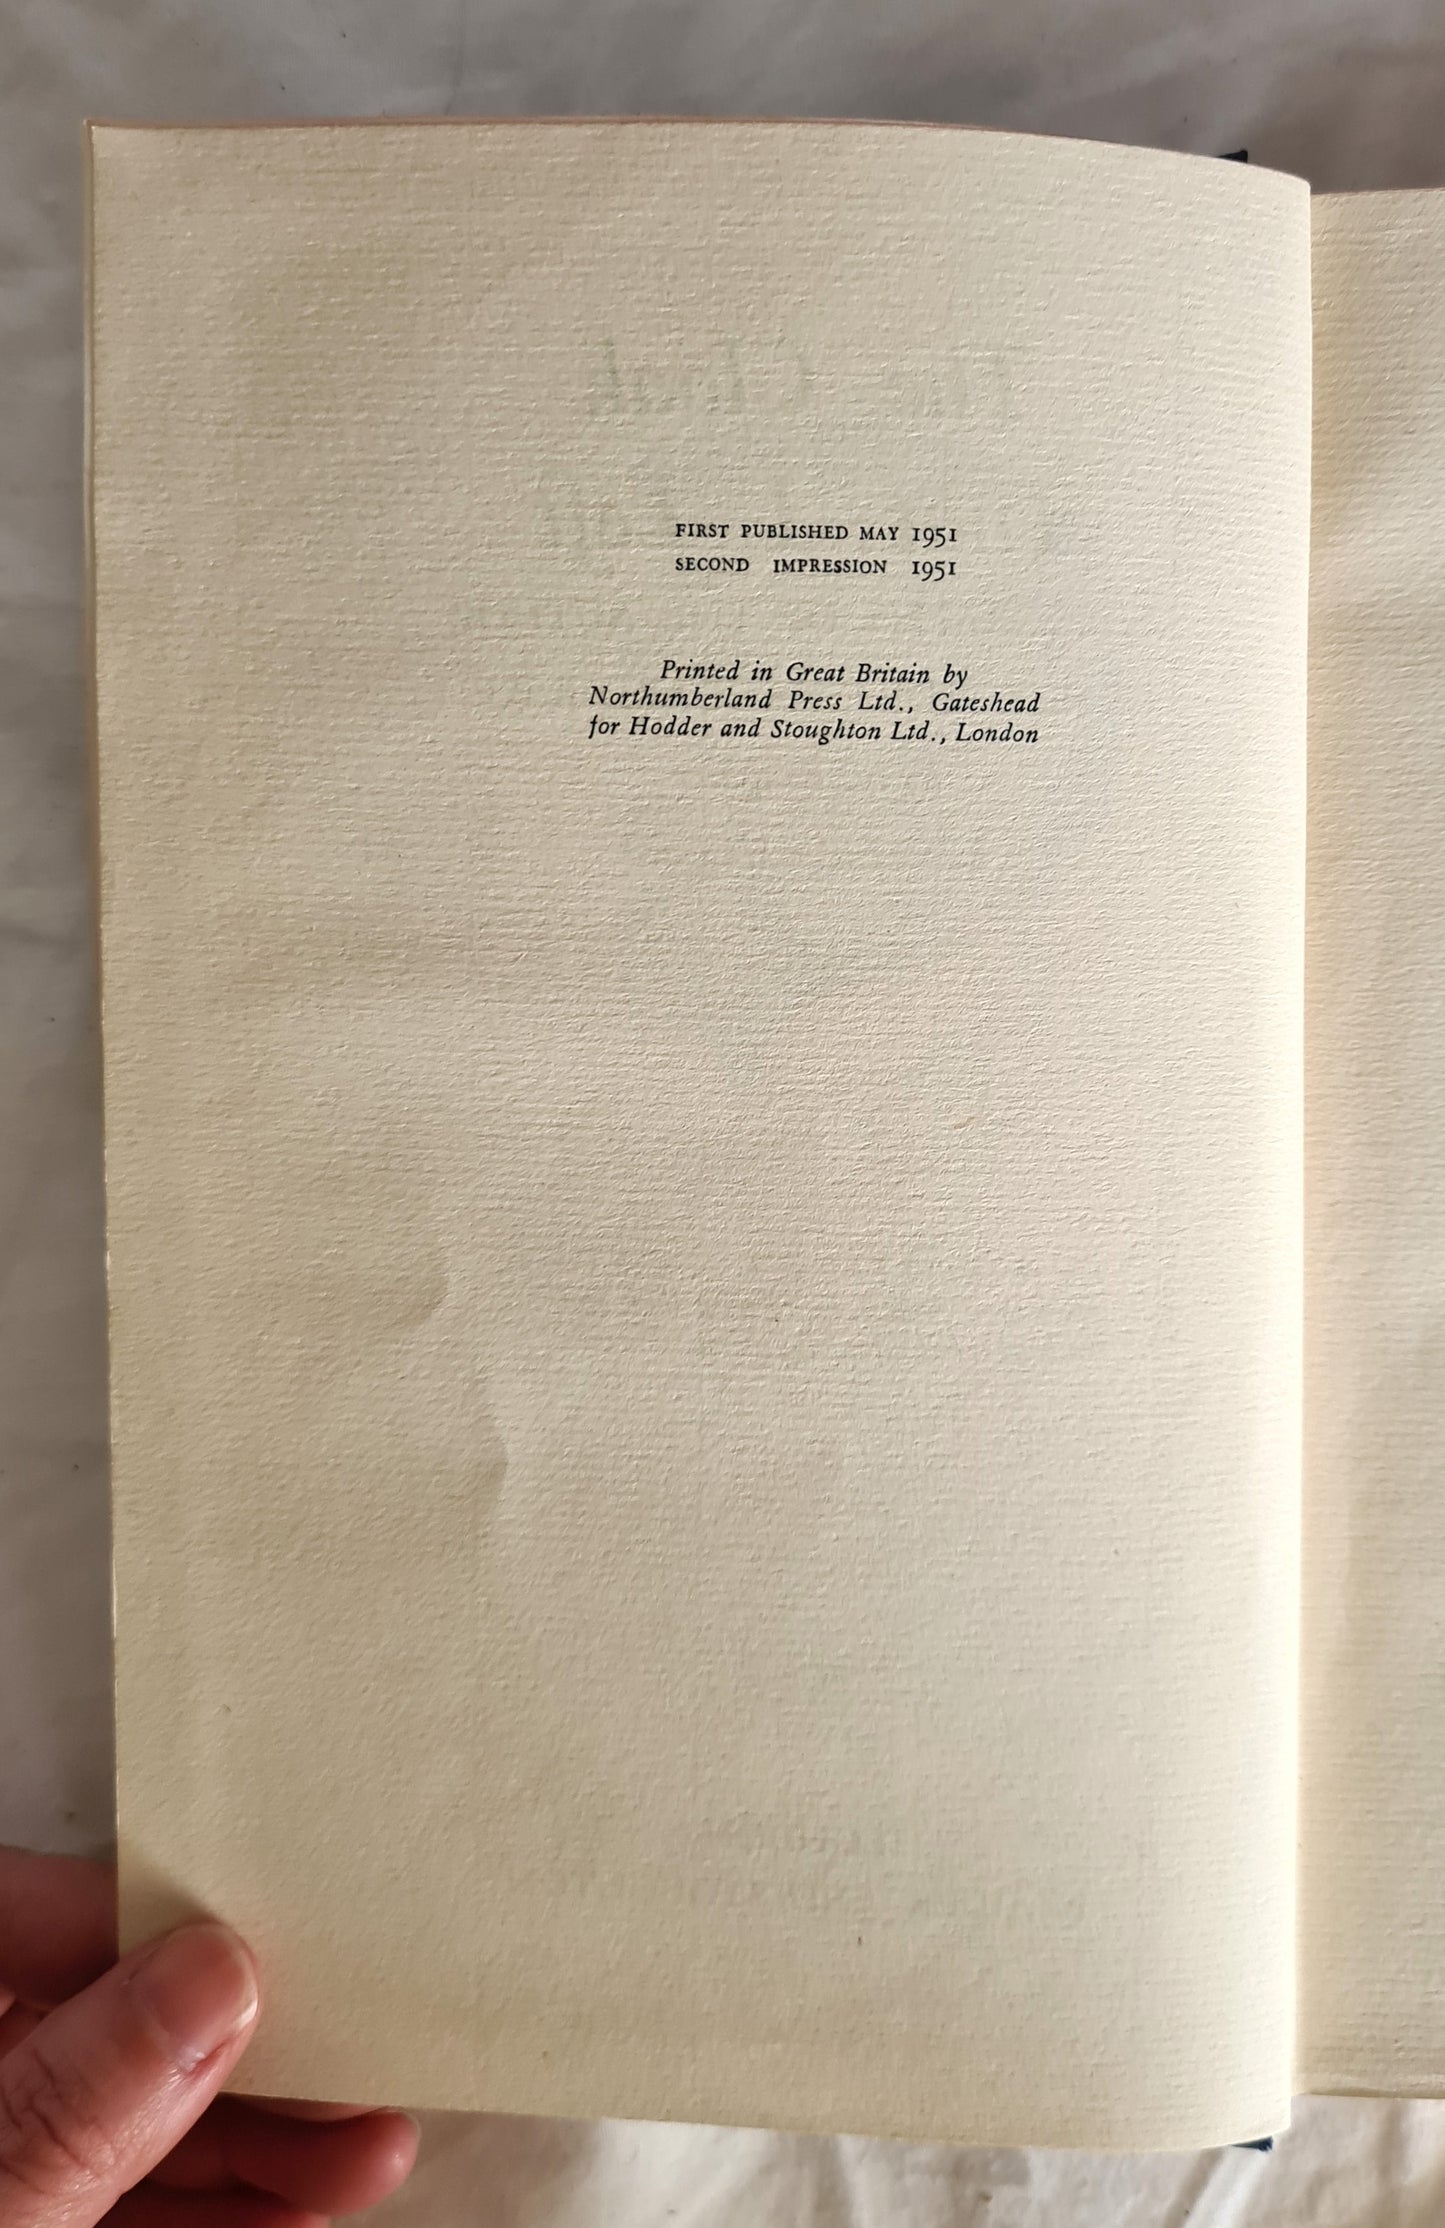 FIRST PUBLISHED MAY 1951
SECOND IMPRESSION 1951
Printed in Great Britain by
Northumberland Press Ltd., Gateshead
for Hodder and Stoughton Ltd., London